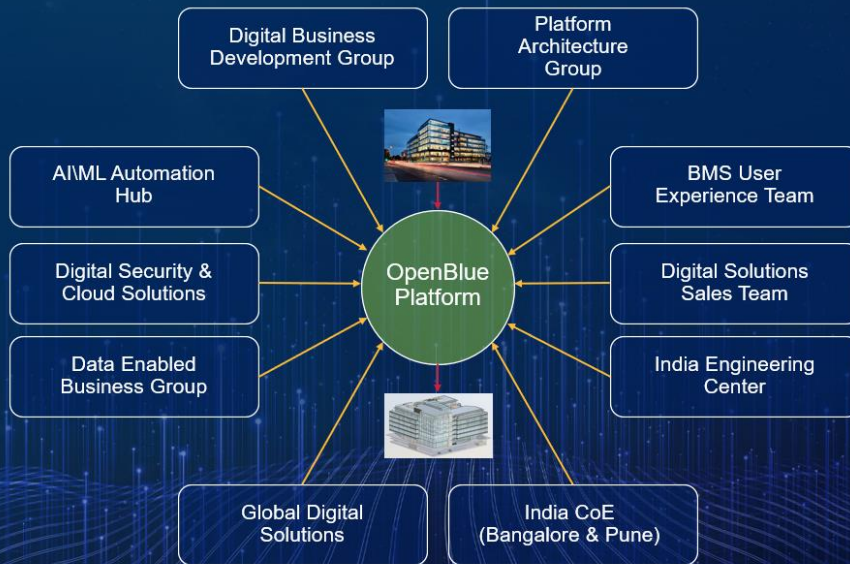 Digital Business
Development Group
Platform
Architecture
Group
AI\ML Automation
Hub
BMS User
Experience Team
Digital Security &
Cloud Solutions
OpenBlue
Platform
Digital Solutions
Sales Team
Data Enabled
Business Group
India Engineering
Center
Global Digital
Solutions
India CoE
(Bangalore & Pune)